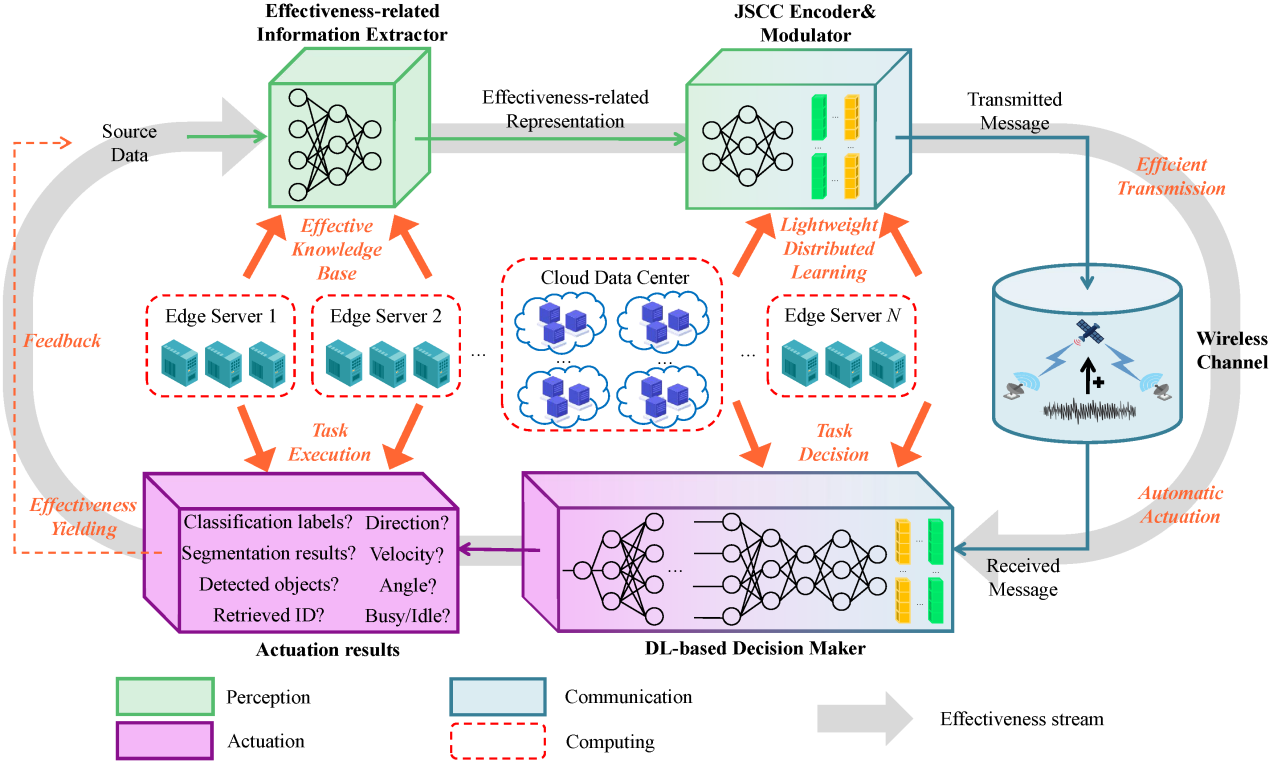 Effectiveness-related
Information Extractor
JSCC Encoder&
Modulator
Source
Data
Effectiveness-related
Representation
Transmitted
Message
Efficient
Transmission
Effective
Knowledge
Base
Lightweight
Distributed
Learning
Cloud Data Center
Edge Server 1
Edge Server 2
...
...
...
...
Edge Server N
Feedback
Wireless
Channel
+
Task
Execution
Task
Decision
Effectiveness
Yielding
Automatic
Actuation
Classification labels?
Direction?
Segmentation results?
Velocity?
Detected objects?
Angle?
Retrieved ID?
Busy/Idle?
...
Received
Message
Actuation results
DL-based Decision Maker
Perception
Communication
Effectiveness stream
Actuation
Computing